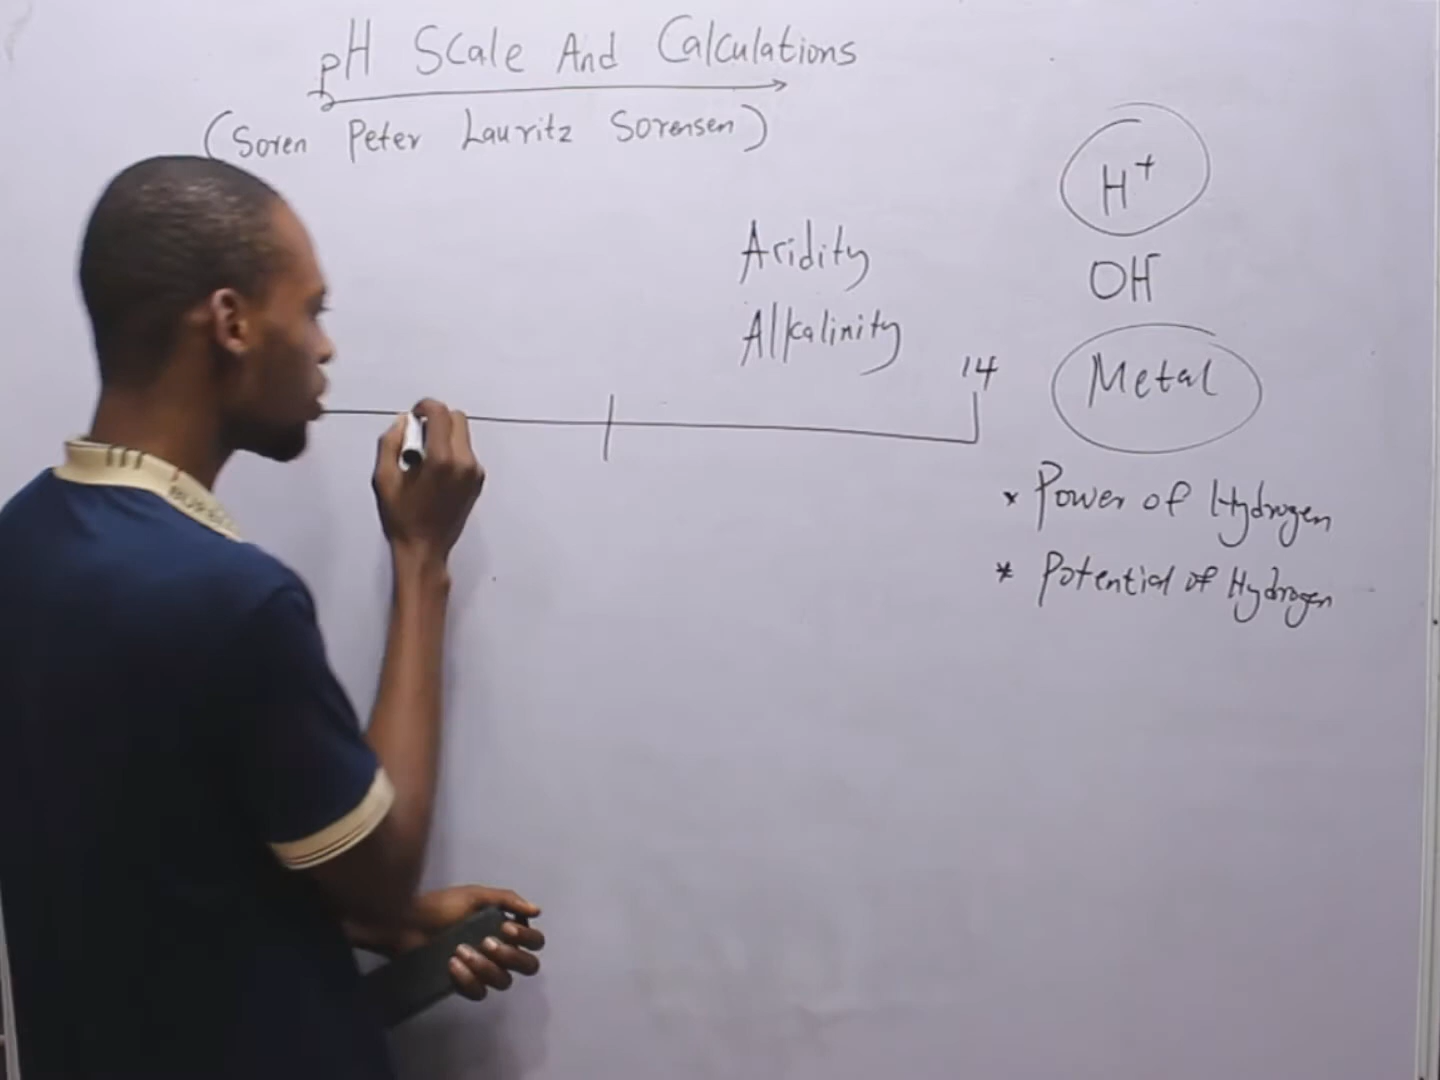 pH Scale And Calculations
(Soren Peter Lauritz Sorensen)
H+
Acidity
OH
Alkalinity
14
Metal
* Power of Hydrogen
* Potential of Hydrogen